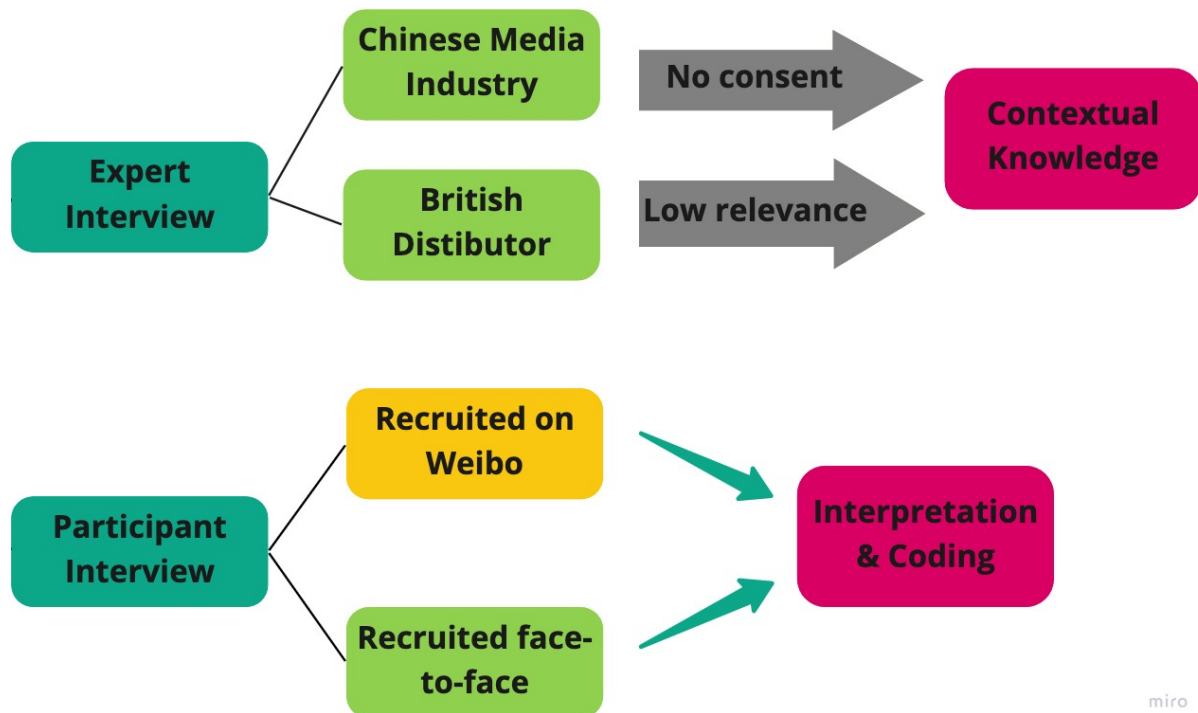 Chinese Media
Industry
No consent
Contextual
Knowledge
Expert
Interview
British
Distibutor
Low relevance
Recruited on
Weibo
Participant
Interview
Interpretation
& Coding
Recruited face-
to-face
miro